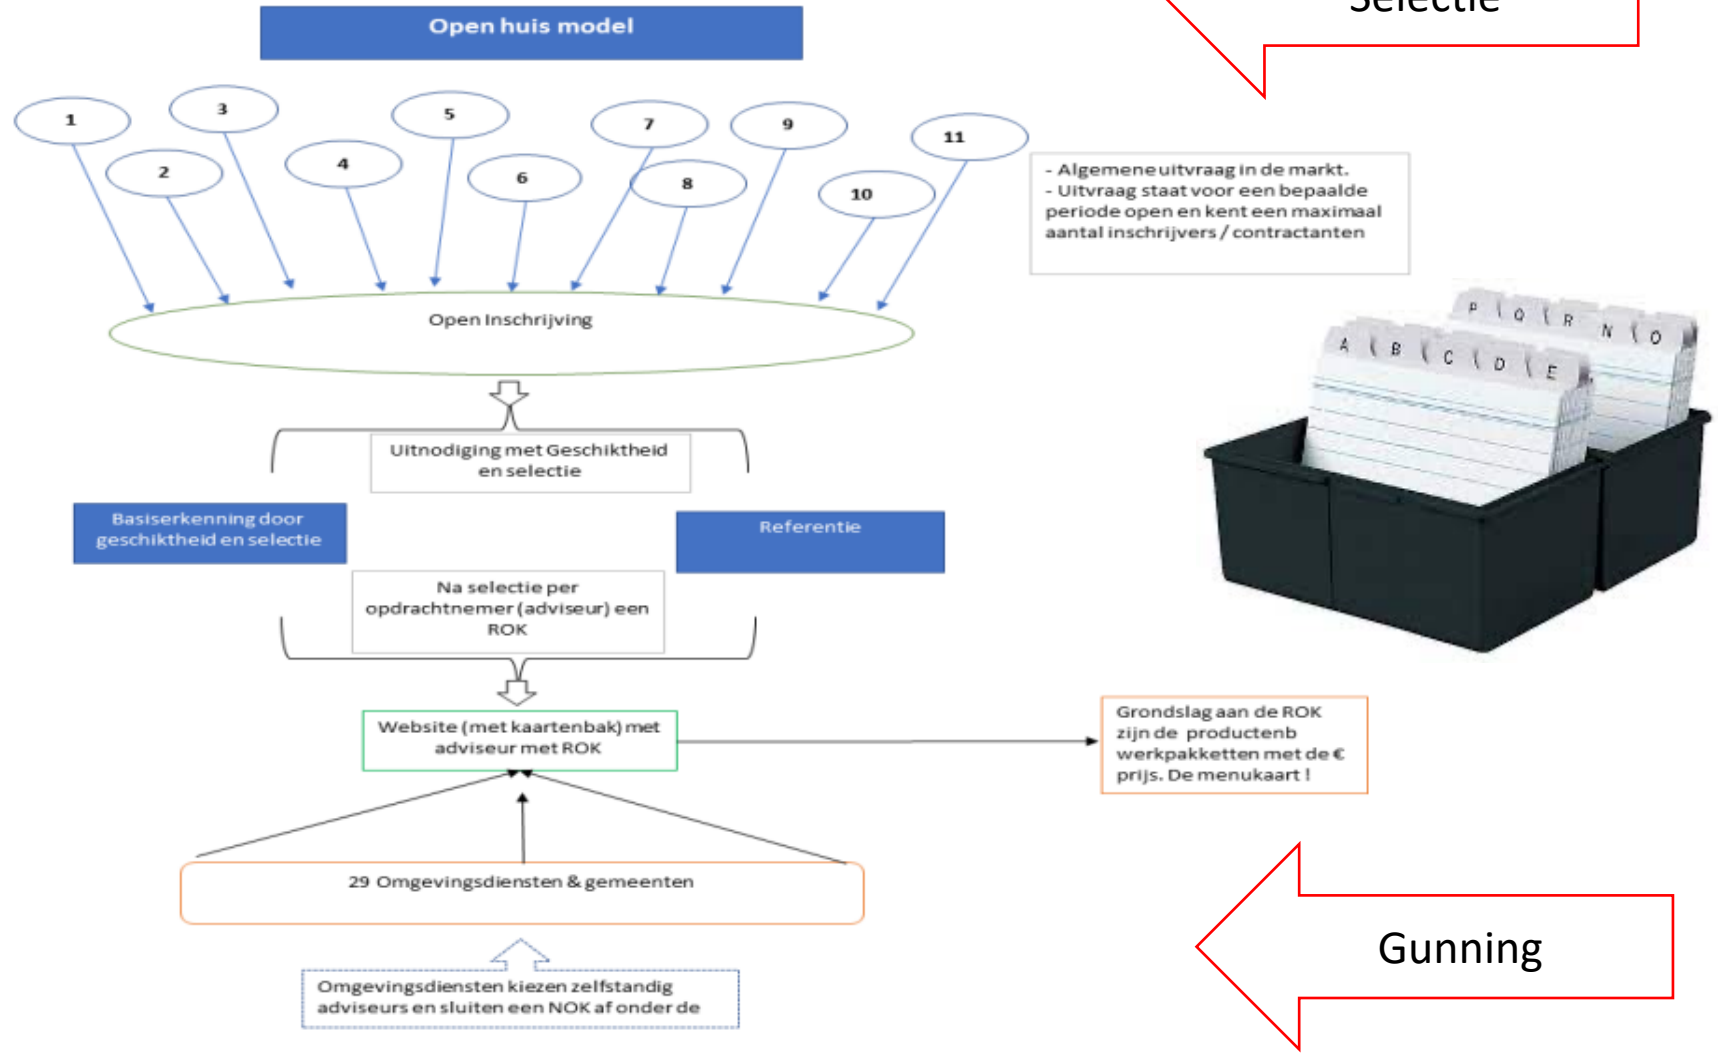 Selectie
Open huis model
1
2
3
4
5
6
7
8
9
10
11
- Algemene uitvraag in de markt.
- Uitvraag staat voor een bepaalde
periode open en kent een maximaal
aantal inschrijvers / contractanten
Open Inschrijving
P Q R N O
A B C D E
Uitnodiging met Geschiktheid
en selectie
Basiserkenning door
geschiktheid en selectie
Referentie
Na selectie per
opdrachtnemer (adviseur) een
ROK
Website (met kaartenbak) met
adviseur met ROK
Grondslag aan de ROK
zijn de productenb
werkpakketten met de €
prijs. De menukaart !
29 Omgevingsdiensten & gemeenten
Gunning
Omgevingsdiensten kiezen zelfstandig
adviseurs en sluiten een NOK af onder de